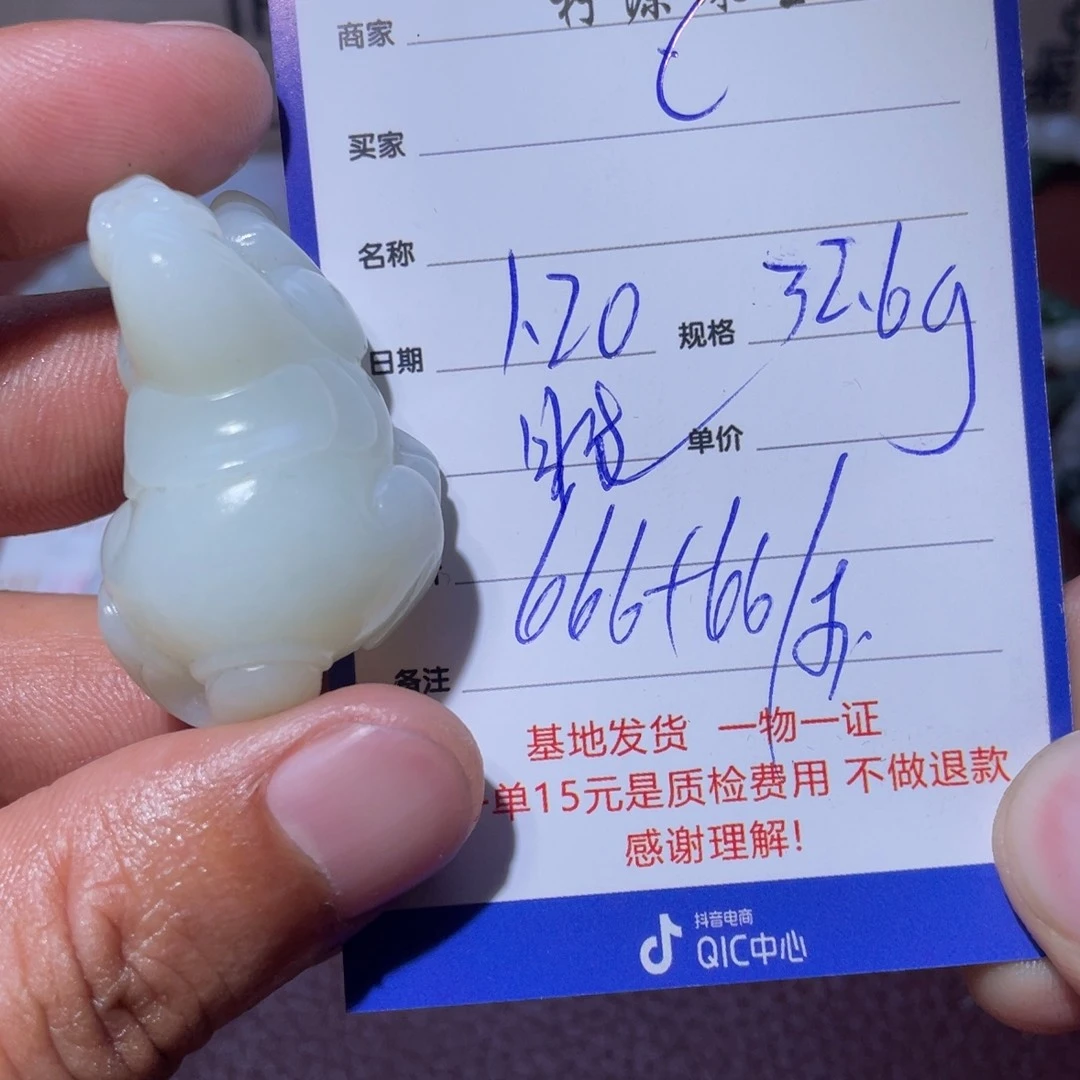 商家
买家
名称
日期 1.20 规格 32.6g
单价
666+66/
备注
基地发货 一物一证
单15元是质检费用 不做退款
感谢理解!
抖音电商
QIC中心